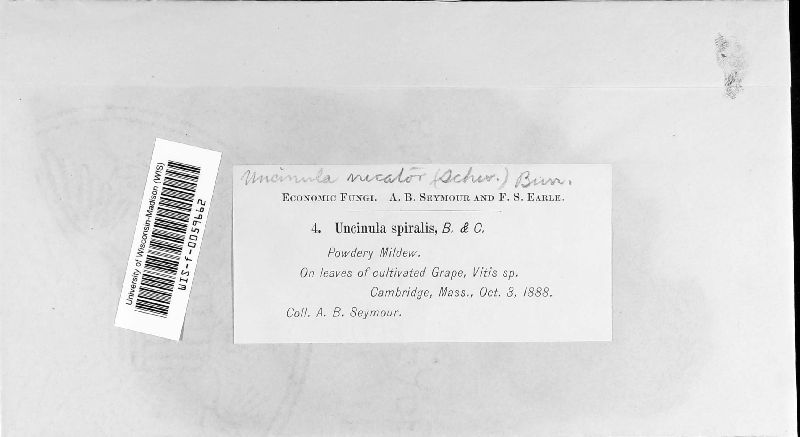 University of Wisconsin-Madison (WIS)
WIS-f-0059662
Uncinula necator (Schw.) Burr.
ECONOMIC FUNGI. A. B. SEYMOUR AND F. S. EARLE.
4. Uncinula spiralis, B. & C.
Powdery Mildew.
On leaves of cultivated Grape, Vitis sp.
Cambridge, Mass., Oct. 3, 1888.
Coll. A. B. Seymour.